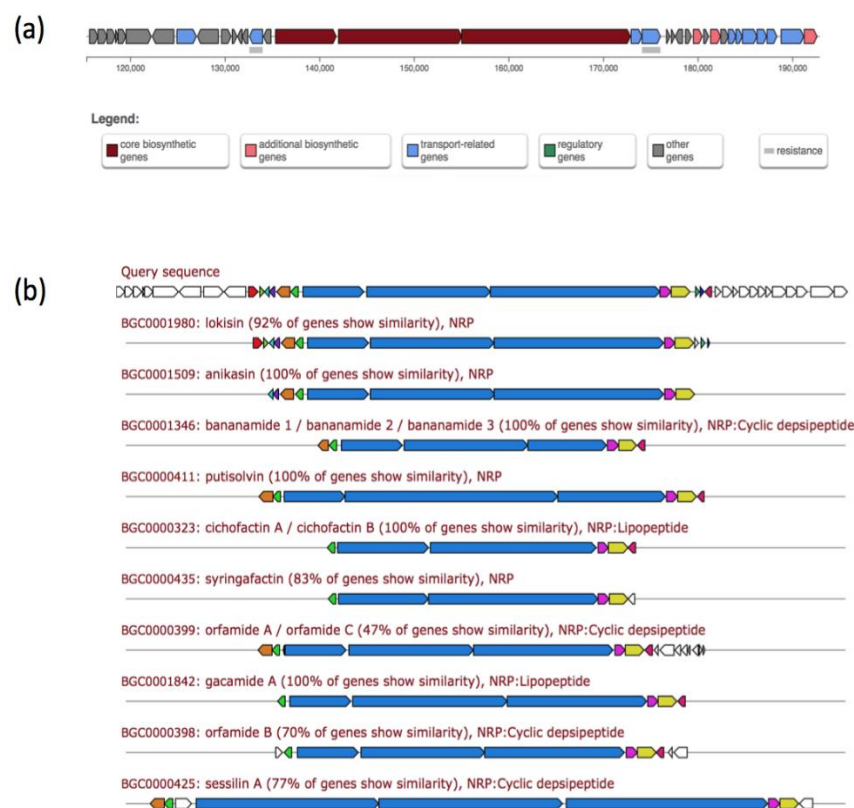 (a)
120,000 130,000 140,000 150,000 160,000 170,000 180,000 190,000
Legend:
core biosynthetic
genes
additional biosynthetic
genes
transport-related
genes
regulatory
genes
other
genes
resistance
(b)
Query sequence
BGC0001980: lokisin (92% of genes show similarity), NRP
BGC0001509: anikasin (100% of genes show similarity), NRP
BGC0001346: bananamide 1 / bananamide 2 / bananamide 3 (100% of genes show similarity), NRP:Cyclic depsipeptide
BGC0000411: putisolvin (100% of genes show similarity), NRP
BGC0000323: cichofactin A / cichofactin B (100% of genes show similarity), NRP:Lipopeptide
BGC0000435: syringafactin (83% of genes show similarity), NRP
BGC0000399: orfamide A / orfamide C (47% of genes show similarity), NRP:Cyclic depsipeptide
BGC0001842: gacamide A (100% of genes show similarity), NRP:Lipopeptide
BGC0000398: orfamide B (70% of genes show similarity), NRP:Cyclic depsipeptide
BGC0000425: sessilin A (77% of genes show similarity), NRP:Cyclic depsipeptide